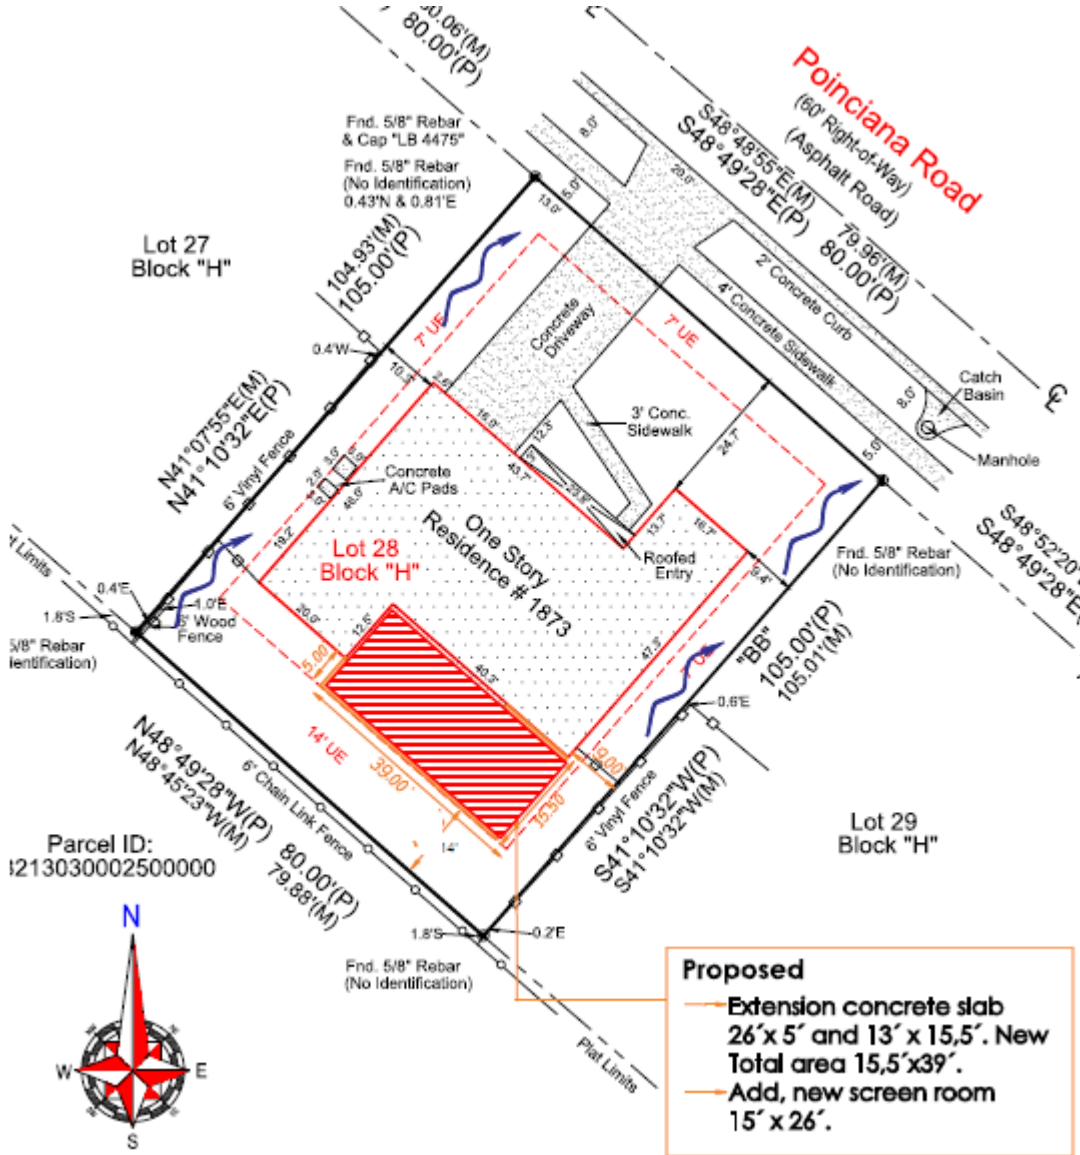 80.00'(P)
Poinciana Road
(60' Right-of-Way)
(Asphalt Road)
S48°48'55"E(M)
79.96'(M)
S48°49'28"E(P)
80.00'(P)
Fnd. 5/8" Rebar
& Cap "LB 4475"
Fnd. 5/8" Rebar
(No Identification)
0.43'N & 0.81'E
8.0'
5.0'
20.0'
13.0'
Lot 27
Block "H"
104.93'(M)
105.00'(P)
2' Concrete Curb
4' Concrete Sidewalk
Concrete
Driveway
7' UE
7' UE
0.4'W
2.6'
16.0'
Catch
Basin
8.0'
Manhole
5.0'
3' Conc.
Sidewalk
12.3'
24.7'
N41°07'55"E(M)
N41°10'32"E(P)
6' Vinyl Fence
Concrete
A/C Pads
2.0'
3.0'
46.0'
43.7'
13.7'
16.7'
19.2'
One Story
Residence # 1873
Lot 28
Block "H"
Roofed
Entry
9.4'
Fnd. 5/8" Rebar
(No Identification)
S48°52'20"
S48°49'28"E(
Limits
0.4'E
1.8'S
1.0'E
Wood
Fence
5/8" Rebar
20.0'
12.5'
5.00'
40.3'
47.3'
"BB"
105.00'(P)
105.01'(M)
0.6'E
14' UE
39.00'
15.50'
9.00'
14'
6' Vinyl Fence
S41°10'32"W(P)
S41°10'32"W(M)
N48°49'28"W(P)
80.00'(P)
N48°45'23"W(M)
79.88'(M)
6' Chain Link Fence
Lot 29
Block "H"
Parcel ID:
32130300025000000
1.8'S
0.2'E
Fnd. 5/8" Rebar
(No Identification)
Plat Limits
N
W
E
S
Proposed
Extension concrete slab
26´x 5´ and 13´ x 15,5´. New
Total area 15,5´x39´.
Add, new screen room
15´ x 26´.